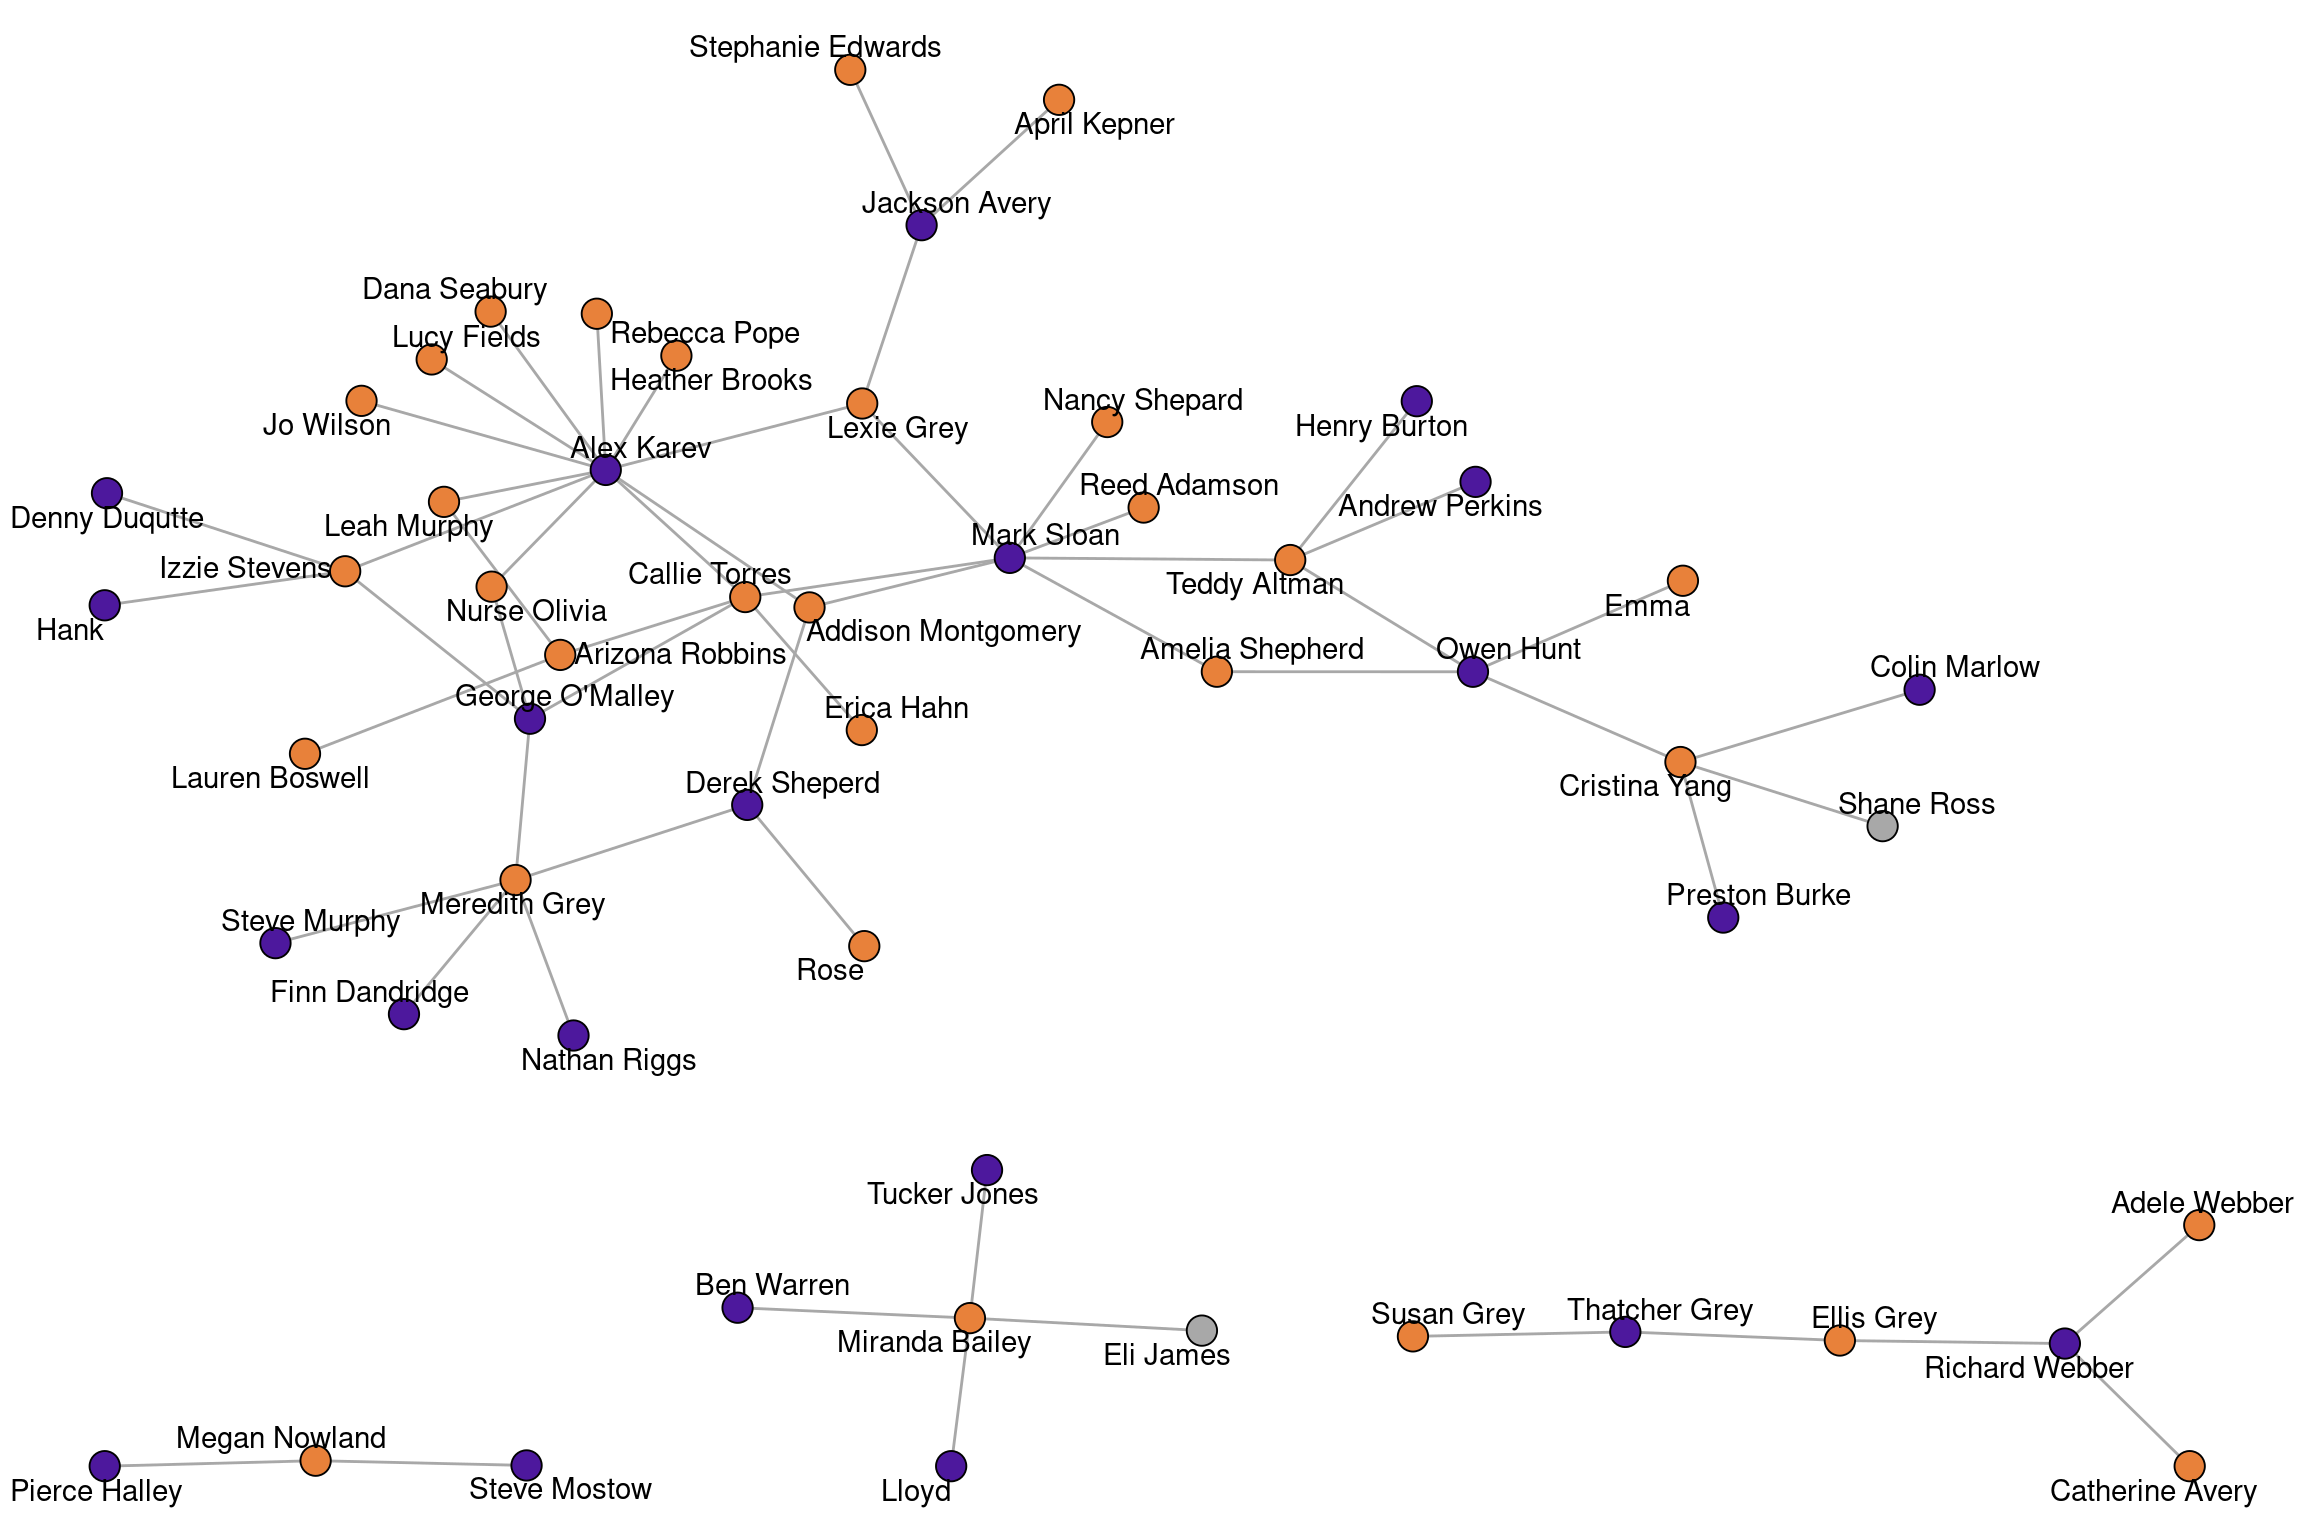 Stephanie Edwards
April Kepner
Jackson Avery
Dana Seabury
Rebecca Pope
Lucy Fields
Heather Brooks
Jo Wilson
Lexie Grey
Nancy Shepard
Henry Burton
Alex Karev
Reed Adamson
Andrew Perkins
Denny Duqutte
Leah Murphy
Mark Sloan
Izzie Stevens
Callie Torres
Teddy Altman
Emma
Nurse Olivia
Hank
Addison Montgomery
Arizona Robbins
Amelia Shepherd
Owen Hunt
Colin Marlow
George O'Malley
Erica Hahn
Lauren Boswell
Derek Sheperd
Cristina Yang
Shane Ross
Preston Burke
Meredith Grey
Steve Murphy
Rose
Finn Dandridge
Nathan Riggs
Tucker Jones
Adele Webber
Ben Warren
Miranda Bailey
Eli James
Susan Grey
Thatcher Grey
Ellis Grey
Richard Webber
Megan Nowland
Pierce Halley
Steve Mostow
Lloyd
Catherine Avery